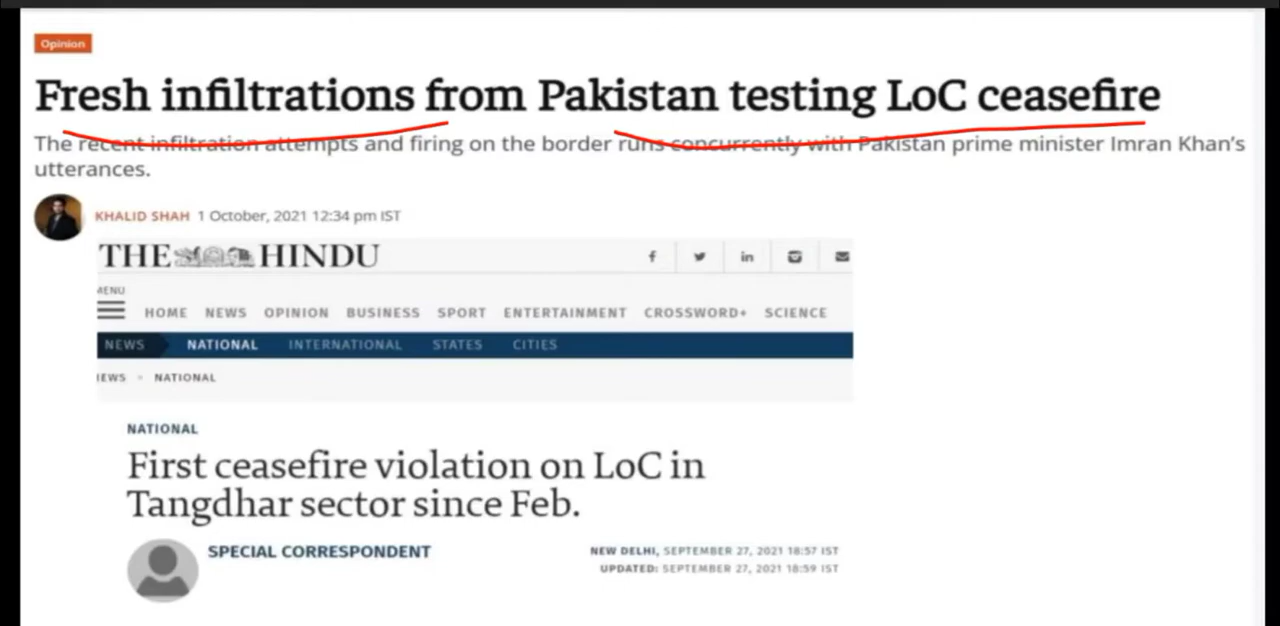 Opinion
Fresh infiltrations from Pakistan testing LoC ceasefire
The recent infiltration attempts and firing on the border runs concurrently with Pakistan prime minister Imran Khan's
utterances.
KHALID SHAH 1 October, 2021 12:34 pm IST
THE HINDU
MENU
HOME NEWS OPINION BUSINESS SPORT ENTERTAINMENT CROSSWORD+ SCIENCE
NEWS NATIONAL INTERNATIONAL STATES CITIES
IEWS NATIONAL
NATIONAL
First ceasefire violation on LoC in
Tangdhar sector since Feb.
SPECIAL CORRESPONDENT
NEW DELHI, SEPTEMBER 27, 2021 18:57 IST
UPDATED: SEPTEMBER 27, 2021 18:59 IST